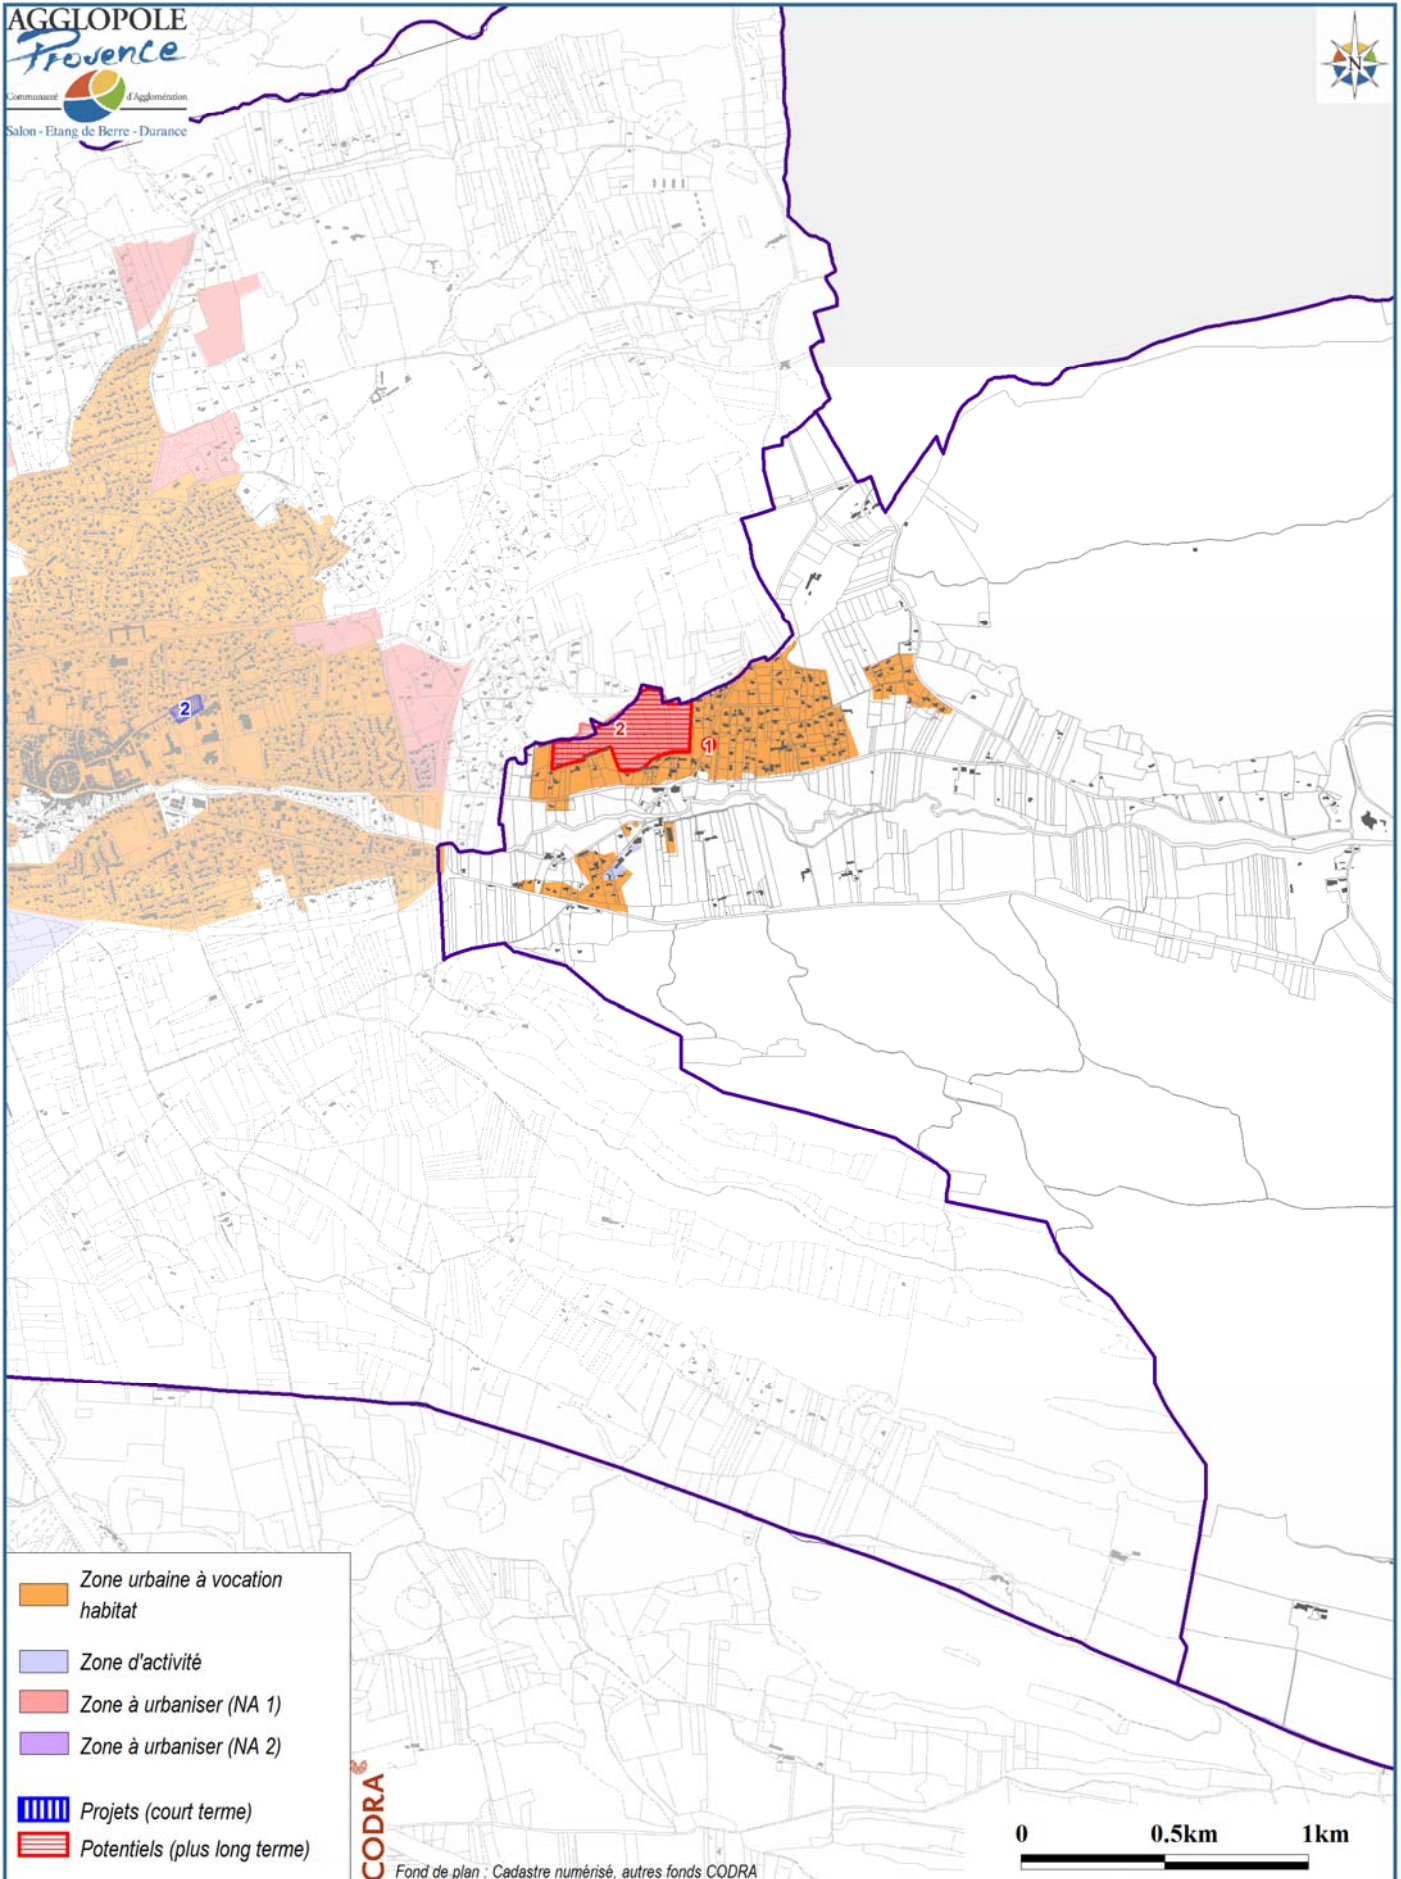 AGGLOPOLE
Provence
Communauté d'Agglomération
Salon - Etang de Berre - Durance
N
2
2
1
Zone urbaine à vocation
habitat
Zone d'activité
Zone à urbaniser (NA 1)
Zone à urbaniser (NA 2)
Projets (court terme)
Potentiels (plus long terme)
CODRA
Fond de plan : Cadastre numérisé, autres fonds CODRA
0 0.5km 1km